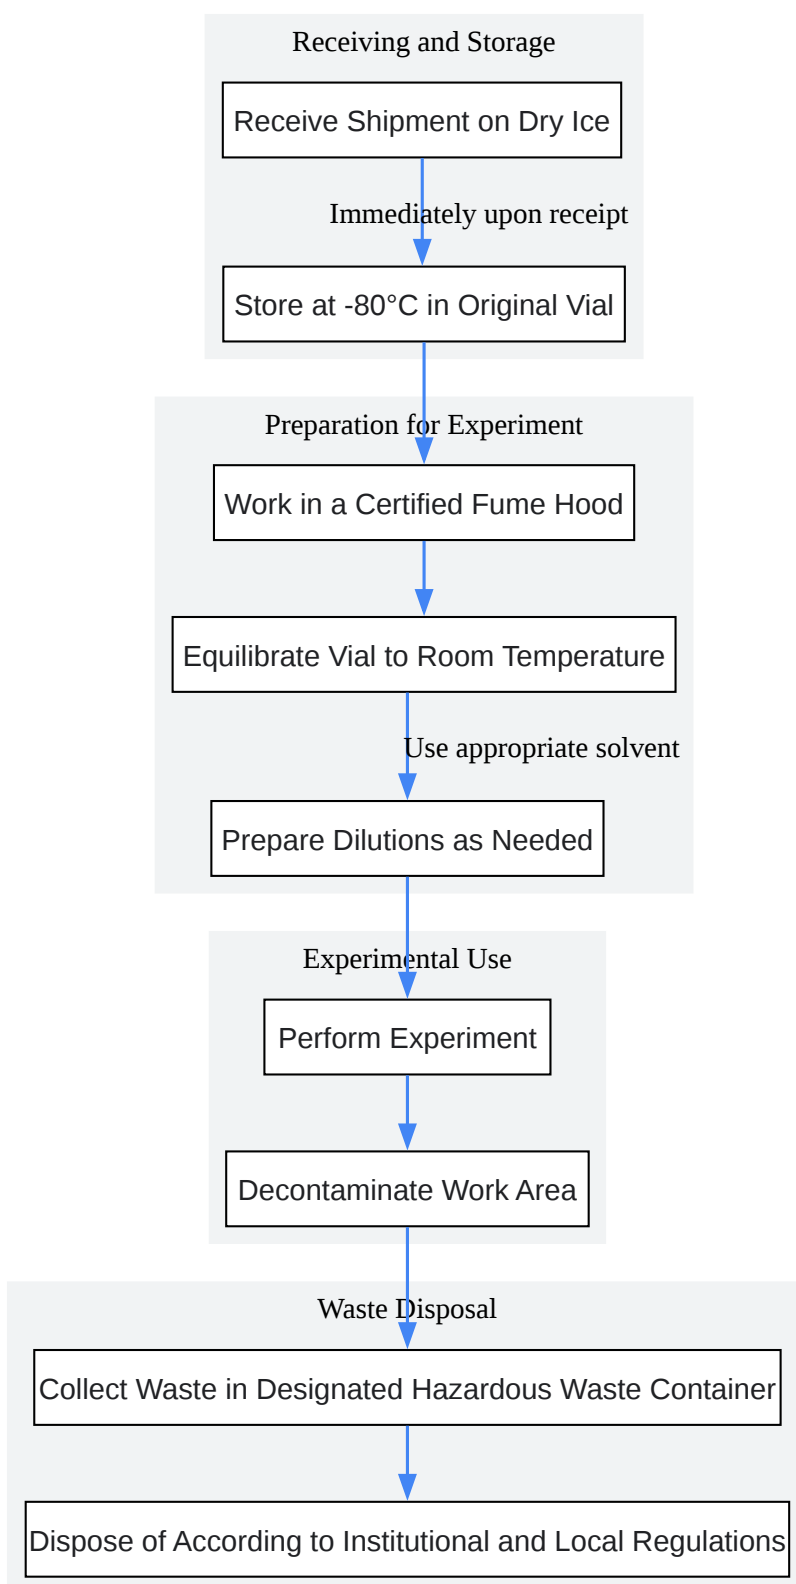 Receiving and Storage
Receive Shipment on Dry Ice
Immediately upon receipt
Store at -80°C in Original Vial
Preparation for Experiment
Work in a Certified Fume Hood
Equilibrate Vial to Room Temperature
Use appropriate solvent
Prepare Dilutions as Needed
Experimental Use
Perform Experiment
Decontaminate Work Area
Waste Disposal
Collect Waste in Designated Hazardous Waste Container
Dispose of According to Institutional and Local Regulations